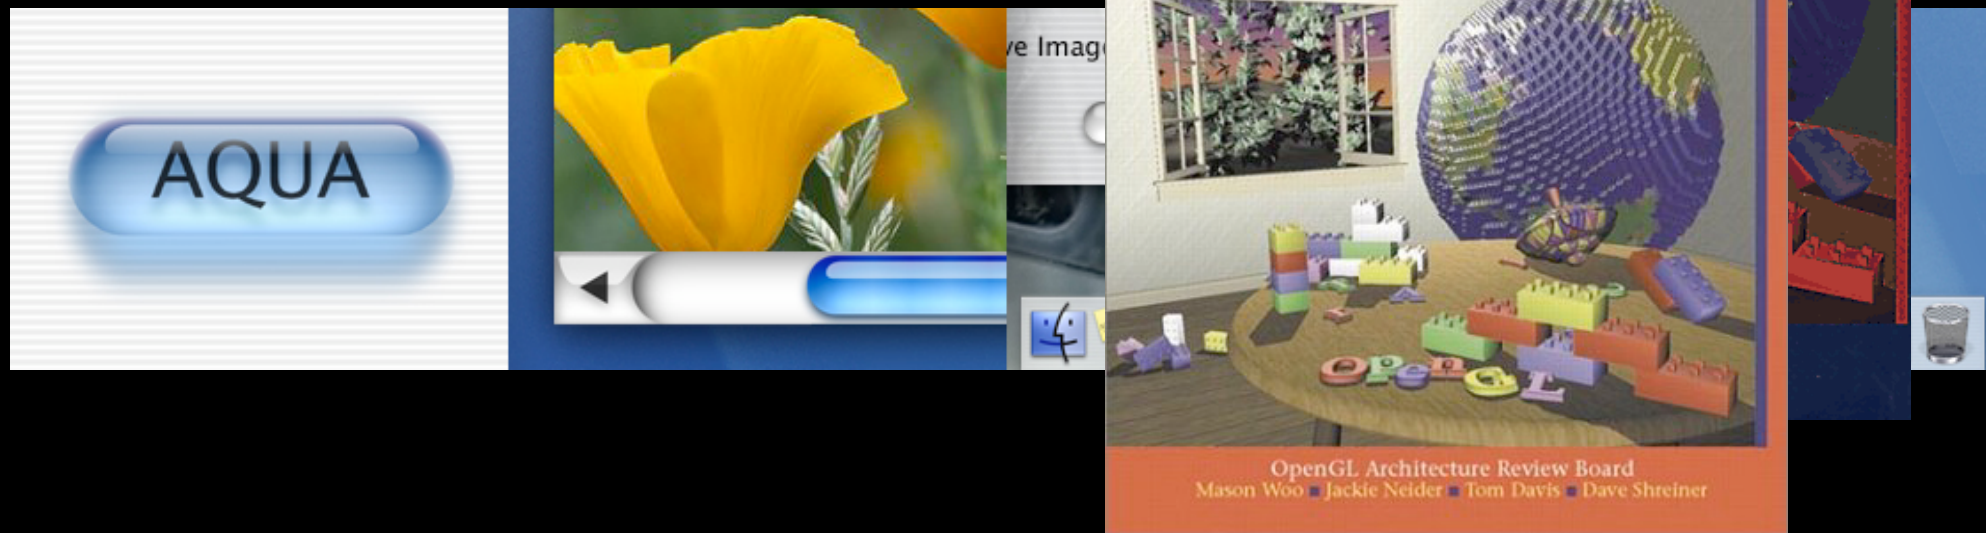 AQUA
ve Imag
OPENGL
OpenGL Architecture Review Board
Mason Woo ■ Jackie Neider ■ Tom Davis ■ Dave Shreiner